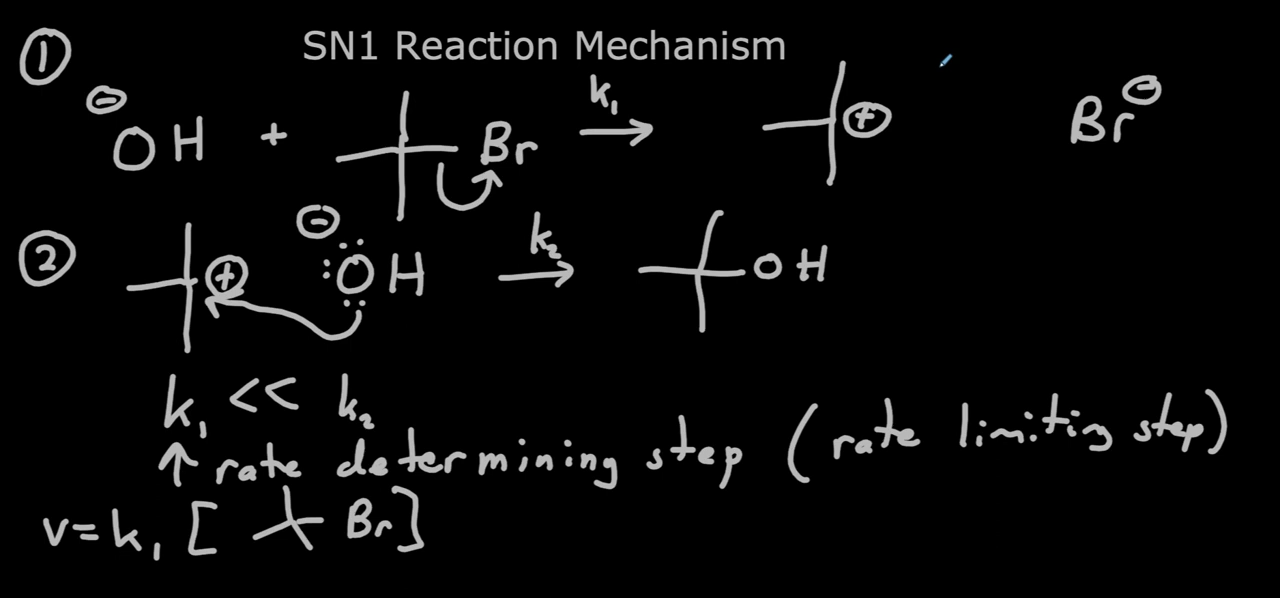 SN1 Reaction Mechanism
① ⊖OH + Br k₁ → ⊕ Br⊖
② ⊕ ⊖:OH k₂ → OH
k₁ << k₂
↑ rate determining step (rate limitig step)
v = k₁ [ Br]